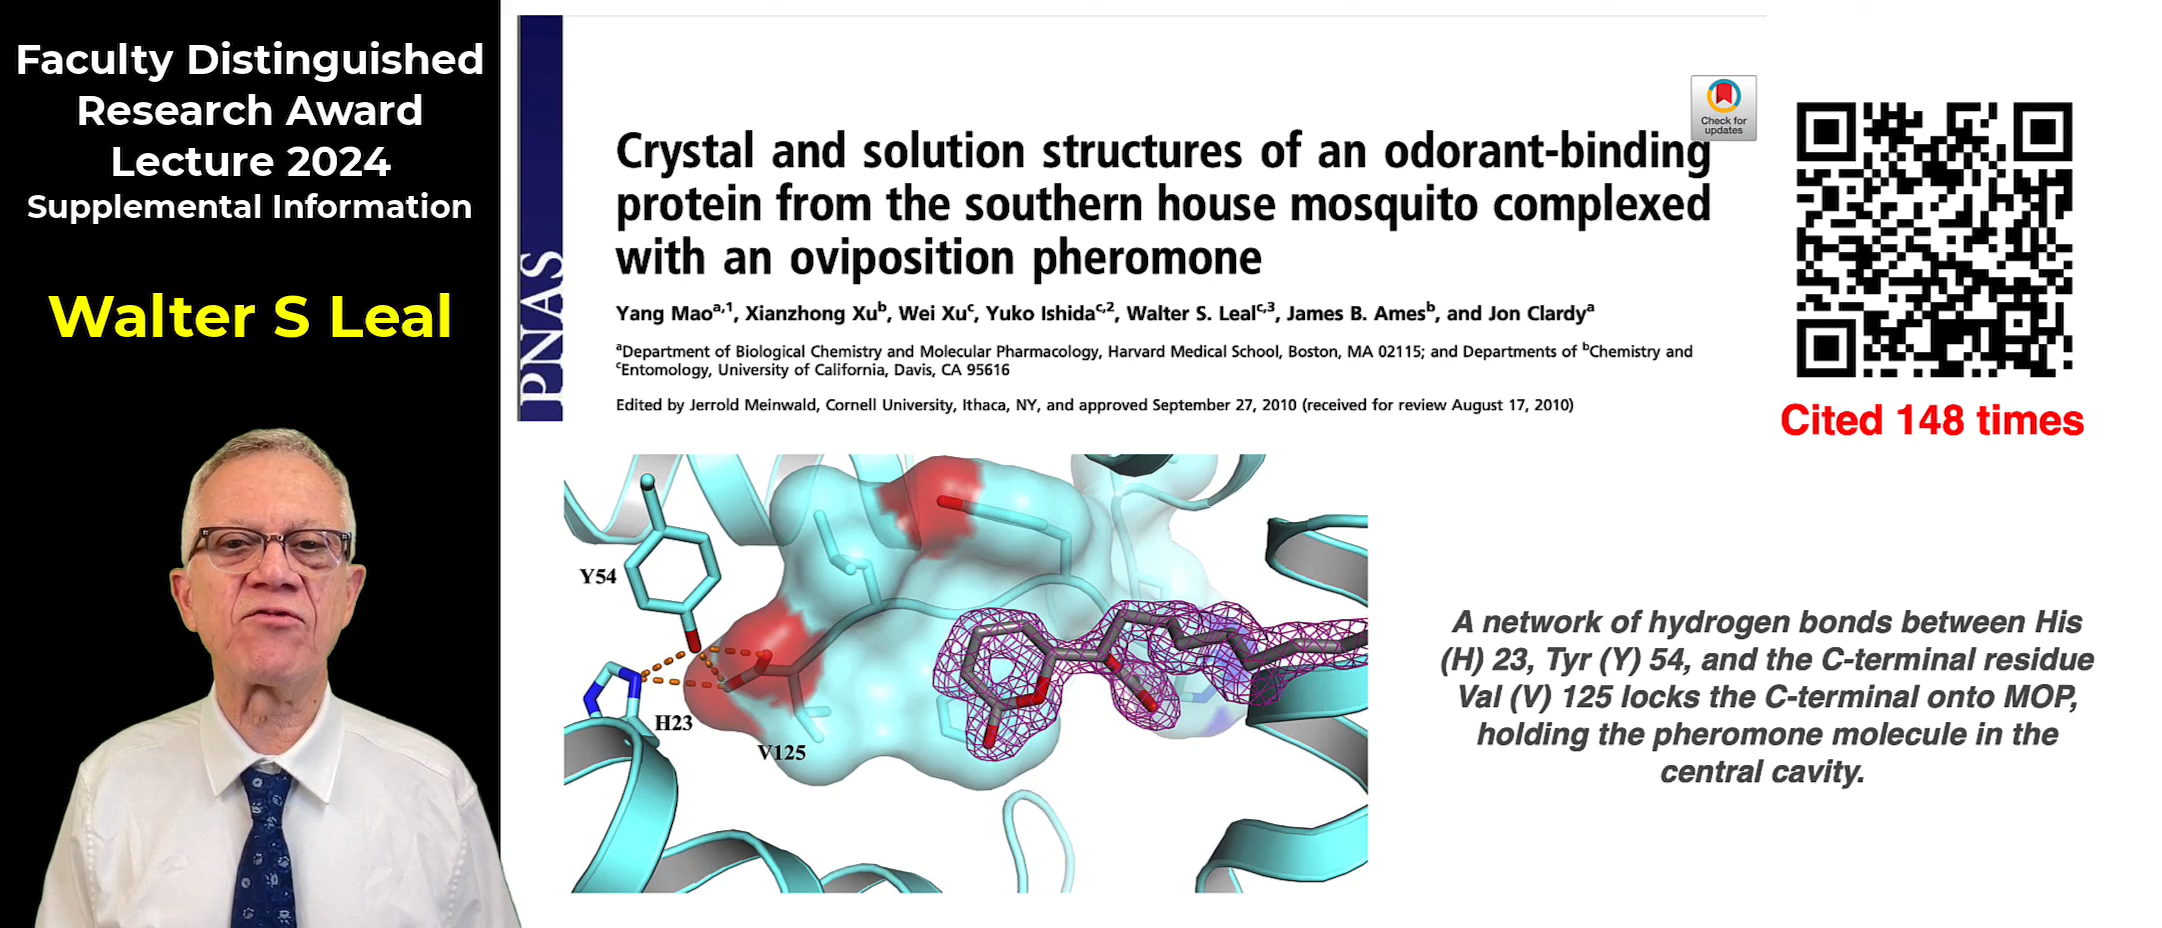 Faculty Distinguished
Research Award
Lecture 2024
Supplemental Information
Walter S Leal
PNAS
Check for
updates
Crystal and solution structures of an odorant-binding
protein from the southern house mosquito complexed
with an oviposition pheromone
Yang Maoᵃ,¹, Xianzhong Xuᵇ, Wei Xuᶜ, Yuko Ishidaᶜ,², Walter S. Lealᶜ,³, James B. Amesᵇ, and Jon Clardyᵃ
ᵃDepartment of Biological Chemistry and Molecular Pharmacology, Harvard Medical School, Boston, MA 02115; and Departments of ᵇChemistry and
ᶜEntomology, University of California, Davis, CA 95616
Edited by Jerrold Meinwald, Cornell University, Ithaca, NY, and approved September 27, 2010 (received for review August 17, 2010)
Cited 148 times
Y54
H23
V125
A network of hydrogen bonds between His
(H) 23, Tyr (Y) 54, and the C-terminal residue
Val (V) 125 locks the C-terminal onto MOP,
holding the pheromone molecule in the
central cavity.